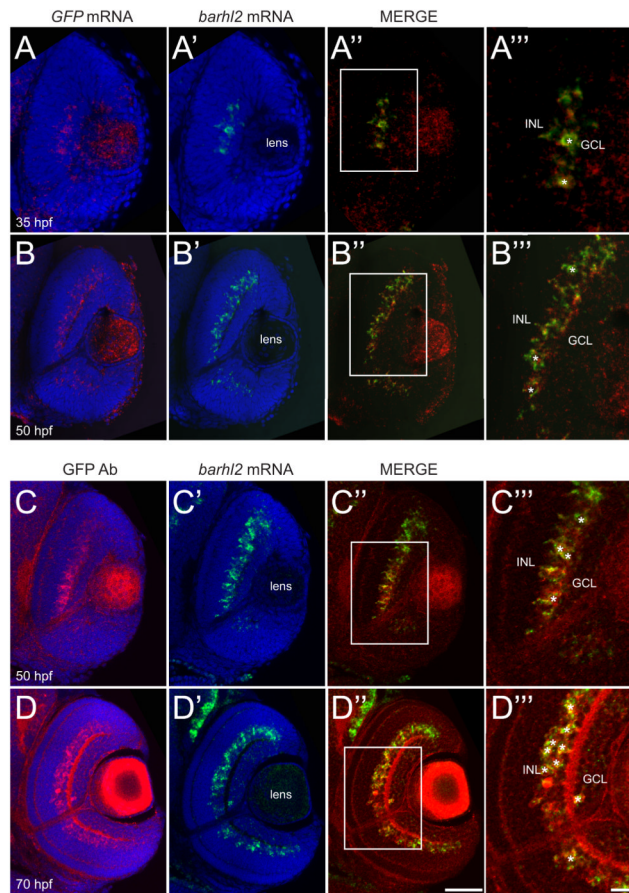 GFP mRNA barhl2 mRNA MERGE
A A' A'' A'''
lens INL * GCL
*
35 hpf
B B' B'' B'''
*
lens INL GCL
*
*
50 hpf
GFP Ab barhl2 mRNA MERGE
C C' C'' C'''
*
lens INL * *
GCL
*
50 hpf
D D' D'' D'''
lens INL GCL
*
70 hpf